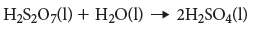 H₂S₂O₇(l) + H₂O(l) ⟶ 2H₂SO₄(l)